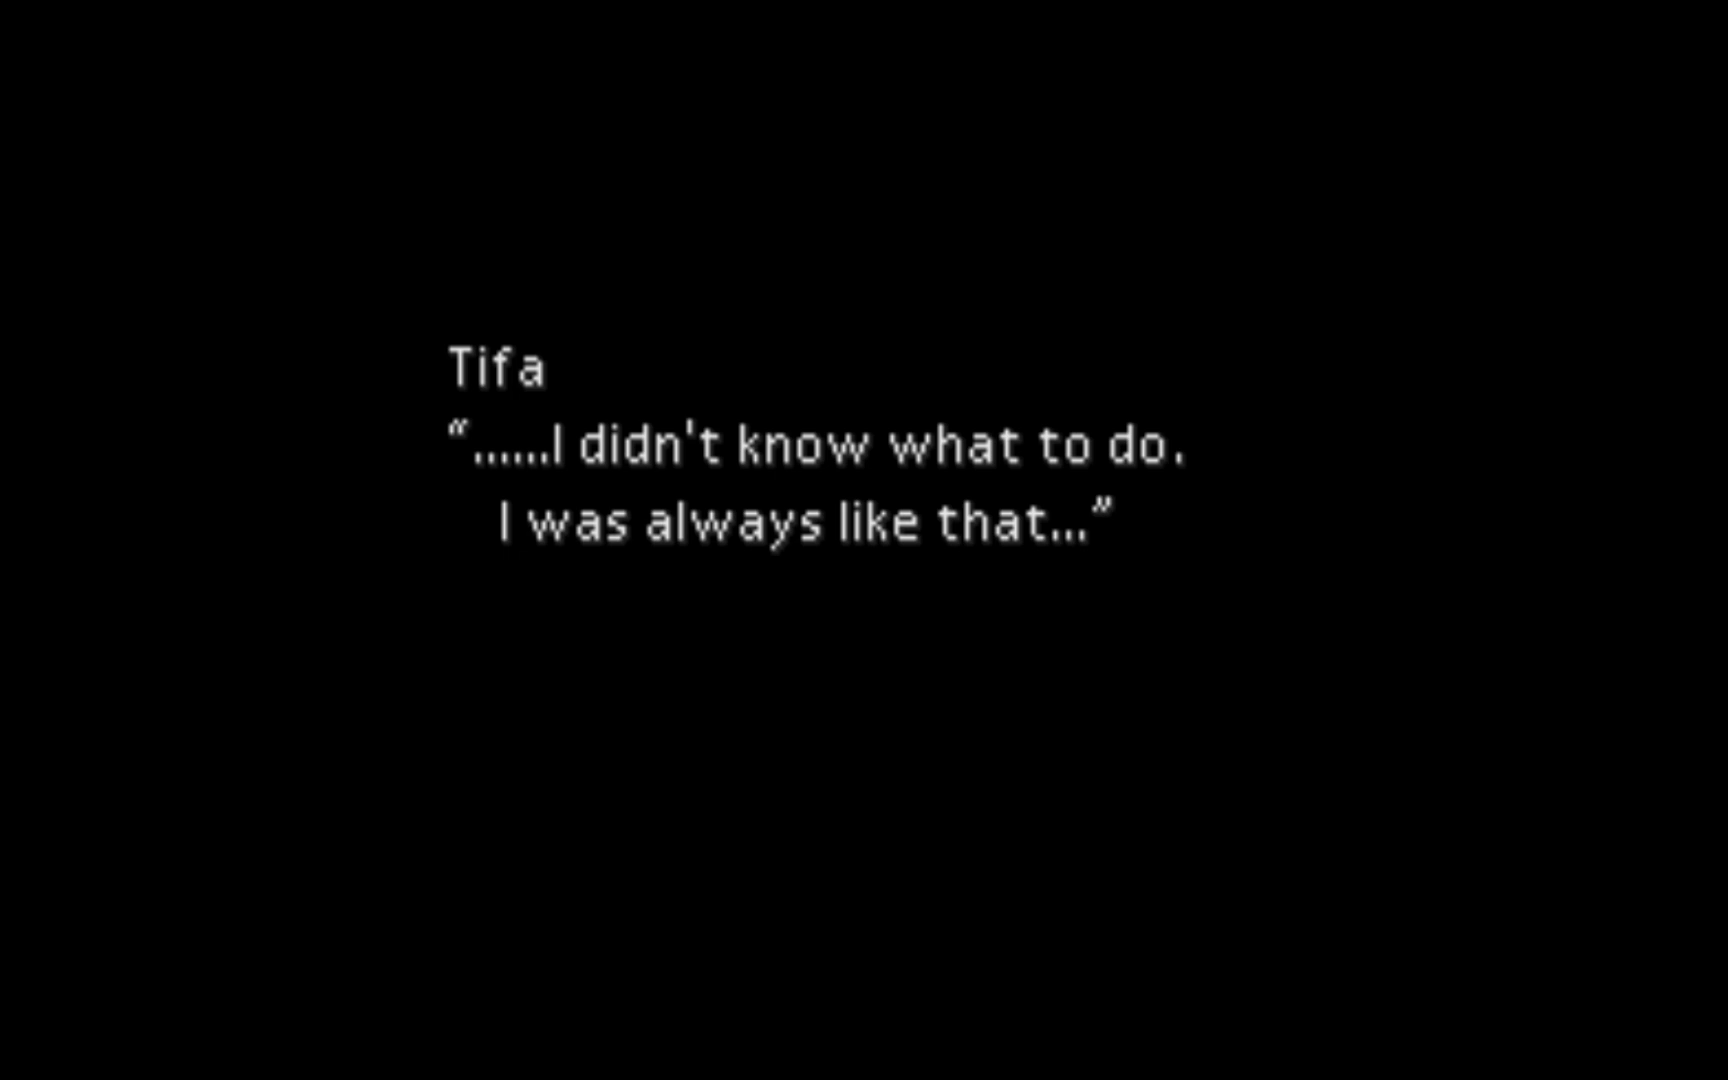 Tifa
“......I didn't know what to do.
I was always like that...”